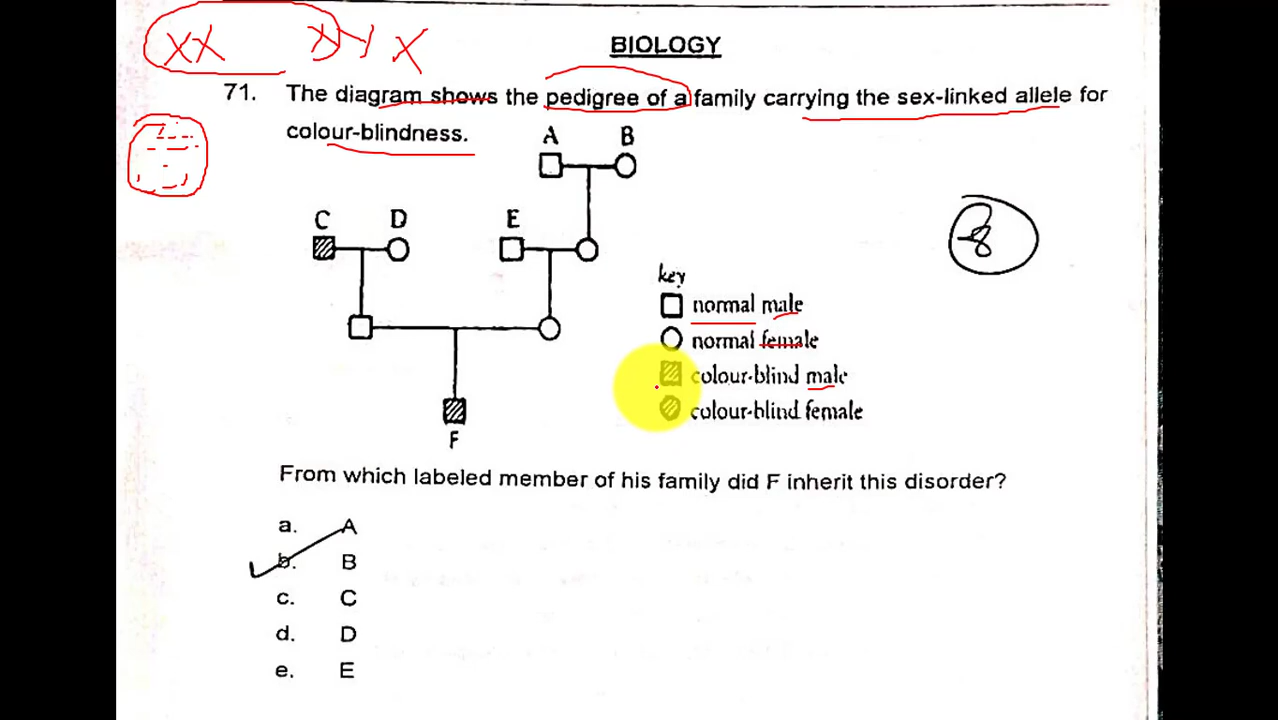 XX XY X
BIOLOGY
71. The diagram shows the pedigree of a family carrying the sex-linked allele for
colour-blindness.
A B
C D E
key
normal male
normal female
colour-blind male
colour-blind female
F
From which labeled member of his family did F inherit this disorder?
a. A
b. B
c. C
d. D
e. E